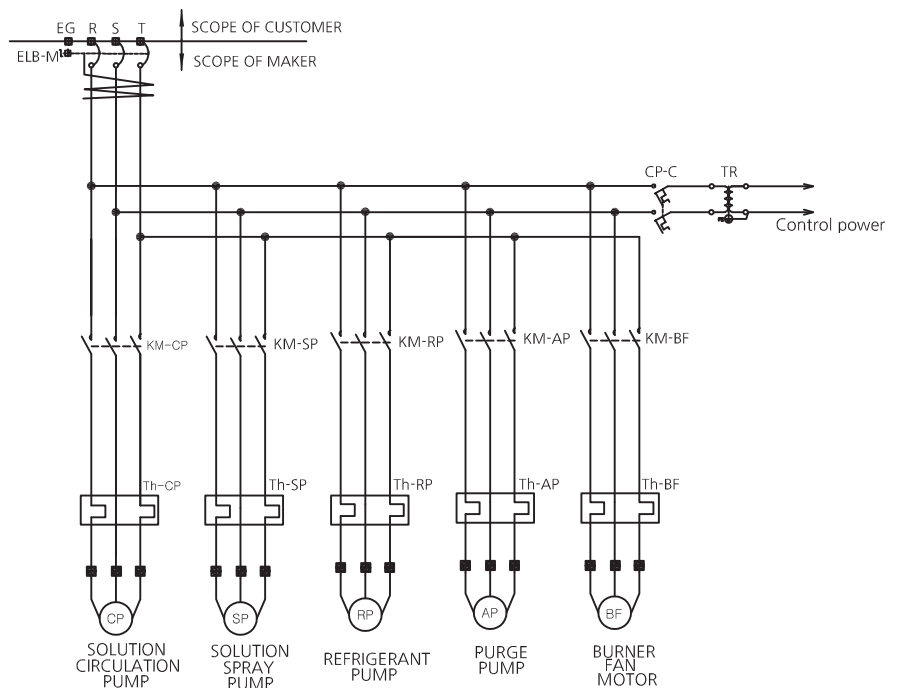 SCOPE OF CUSTOMER
EG R S T
ELB-M
SCOPE OF MAKER
CP-C TR
Control power
KM-CP KM-SP KM-RP KM-AP KM-BF
Th-CP Th-SP Th-RP Th-AP Th-BF
CP SP RP AP BF
SOLUTION
CIRCULATION
PUMP
SOLUTION
SPRAY
PUMP
REFRIGERANT
PUMP
PURGE
PUMP
BURNER
FAN
MOTOR